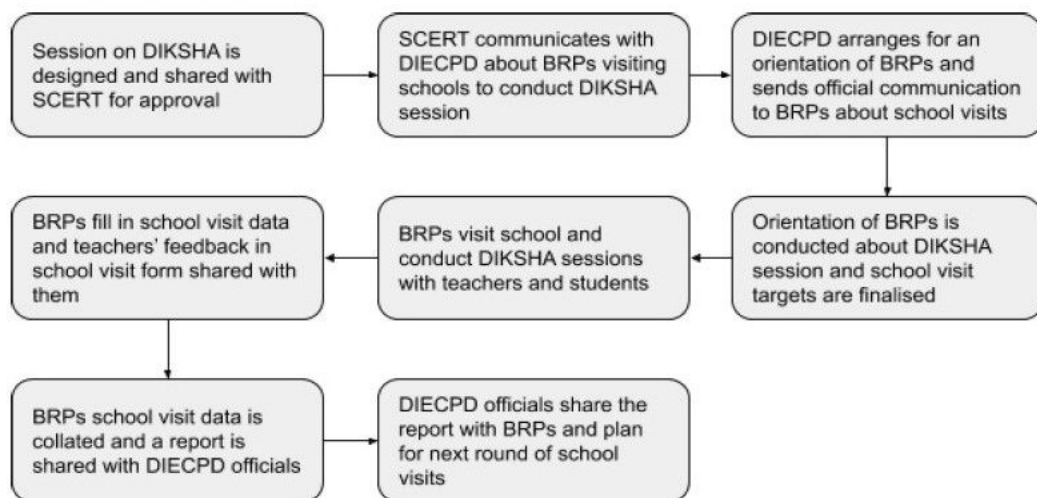 Session on DIKSHA is
designed and shared with
SCERT for approval
SCERT communicates with
DIECPD about BRPs visiting
schools to conduct DIKSHA
session
DIECPD arranges for an
orientation of BRPs and
sends official communication
to BRPs about school visits
Orientation of BRPs is
conducted about DIKSHA
session and school visit
targets are finalised
BRPs visit school and
conduct DIKSHA sessions
with teachers and students
BRPs fill in school visit data
and teachers' feedback in
school visit form shared with
them
BRPs school visit data is
collated and a report is
shared with DIECPD officials
DIECPD officials share the
report with BRPs and plan
for next round of school
visits